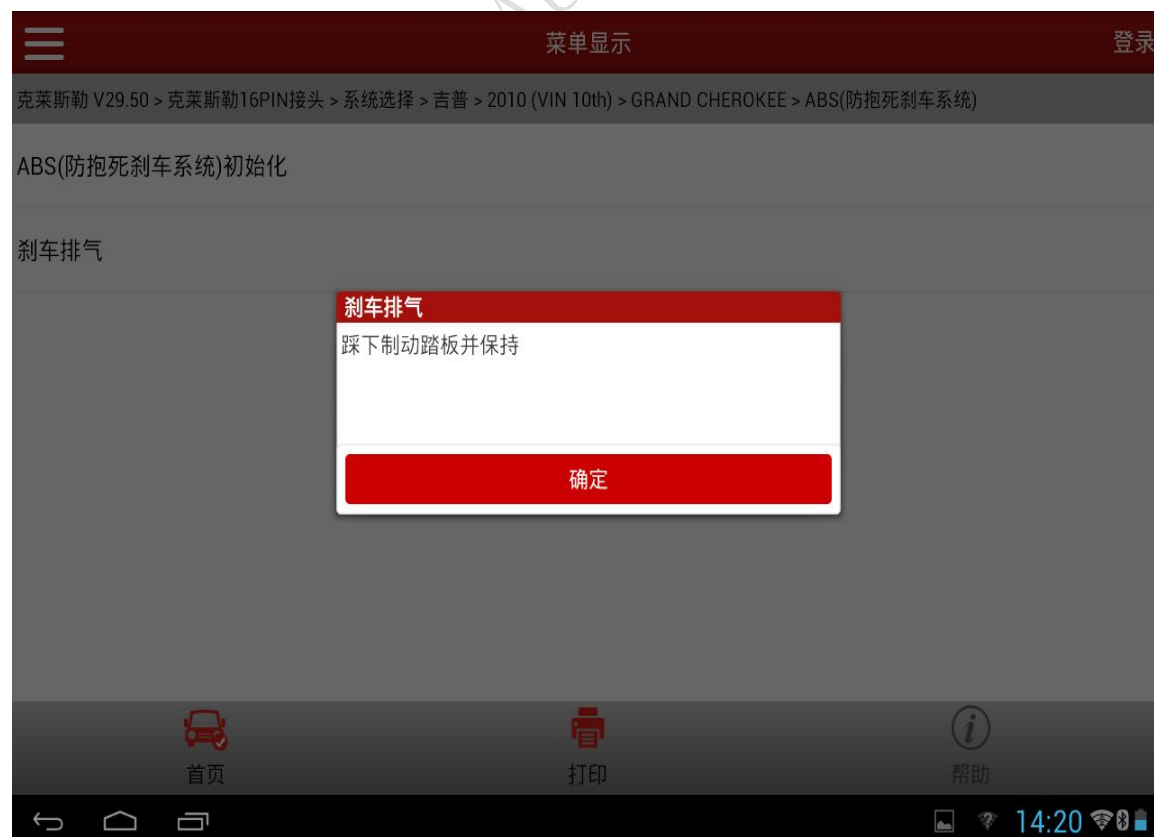 菜单显示
登录
克莱斯勒 V29.50 > 克莱斯勒16PIN接头 > 系统选择 > 吉普 > 2010 (VIN 10th) > GRAND CHEROKEE > ABS(防抱死刹车系统)
ABS(防抱死刹车系统)初始化
刹车排气
刹车排气
踩下制动踏板并保持
确定
首页
打印
帮助
14:20